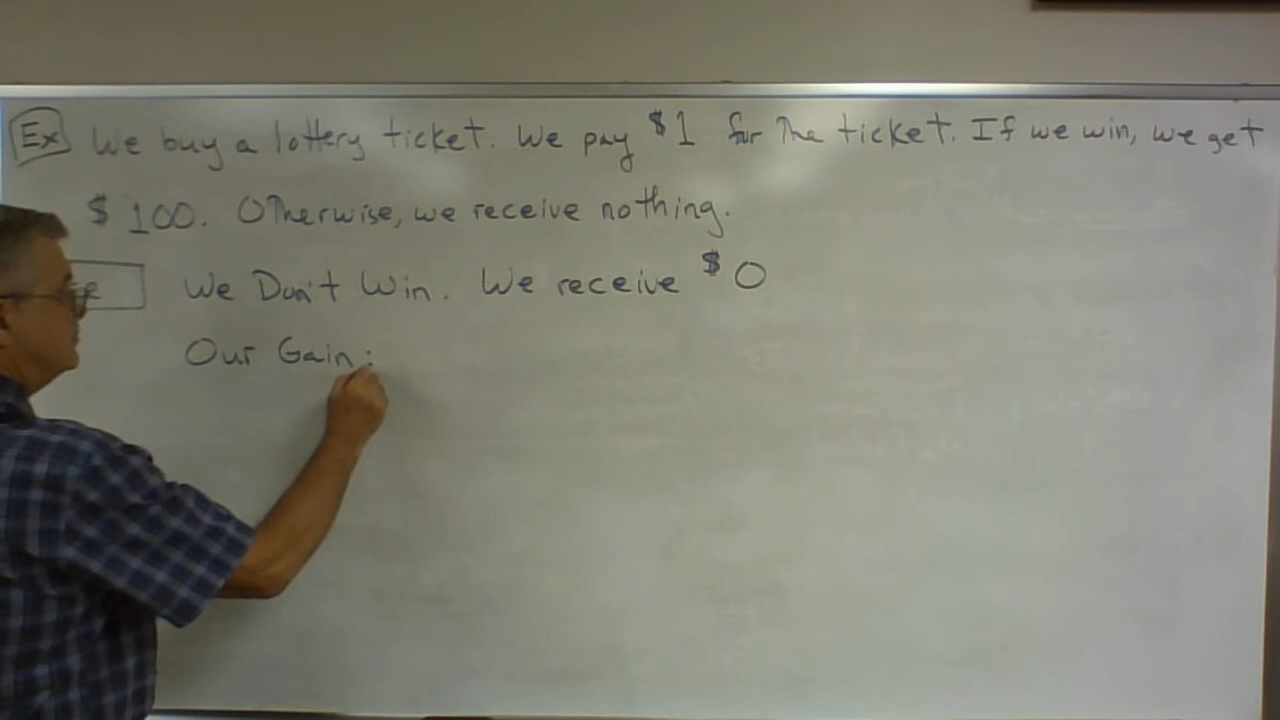 Ex We buy a lottery ticket. We pay $1 for The ticket. If we win, we get
$100. Otherwise, we receive nothing.
We Don't Win. We receive $0
Our Gain: